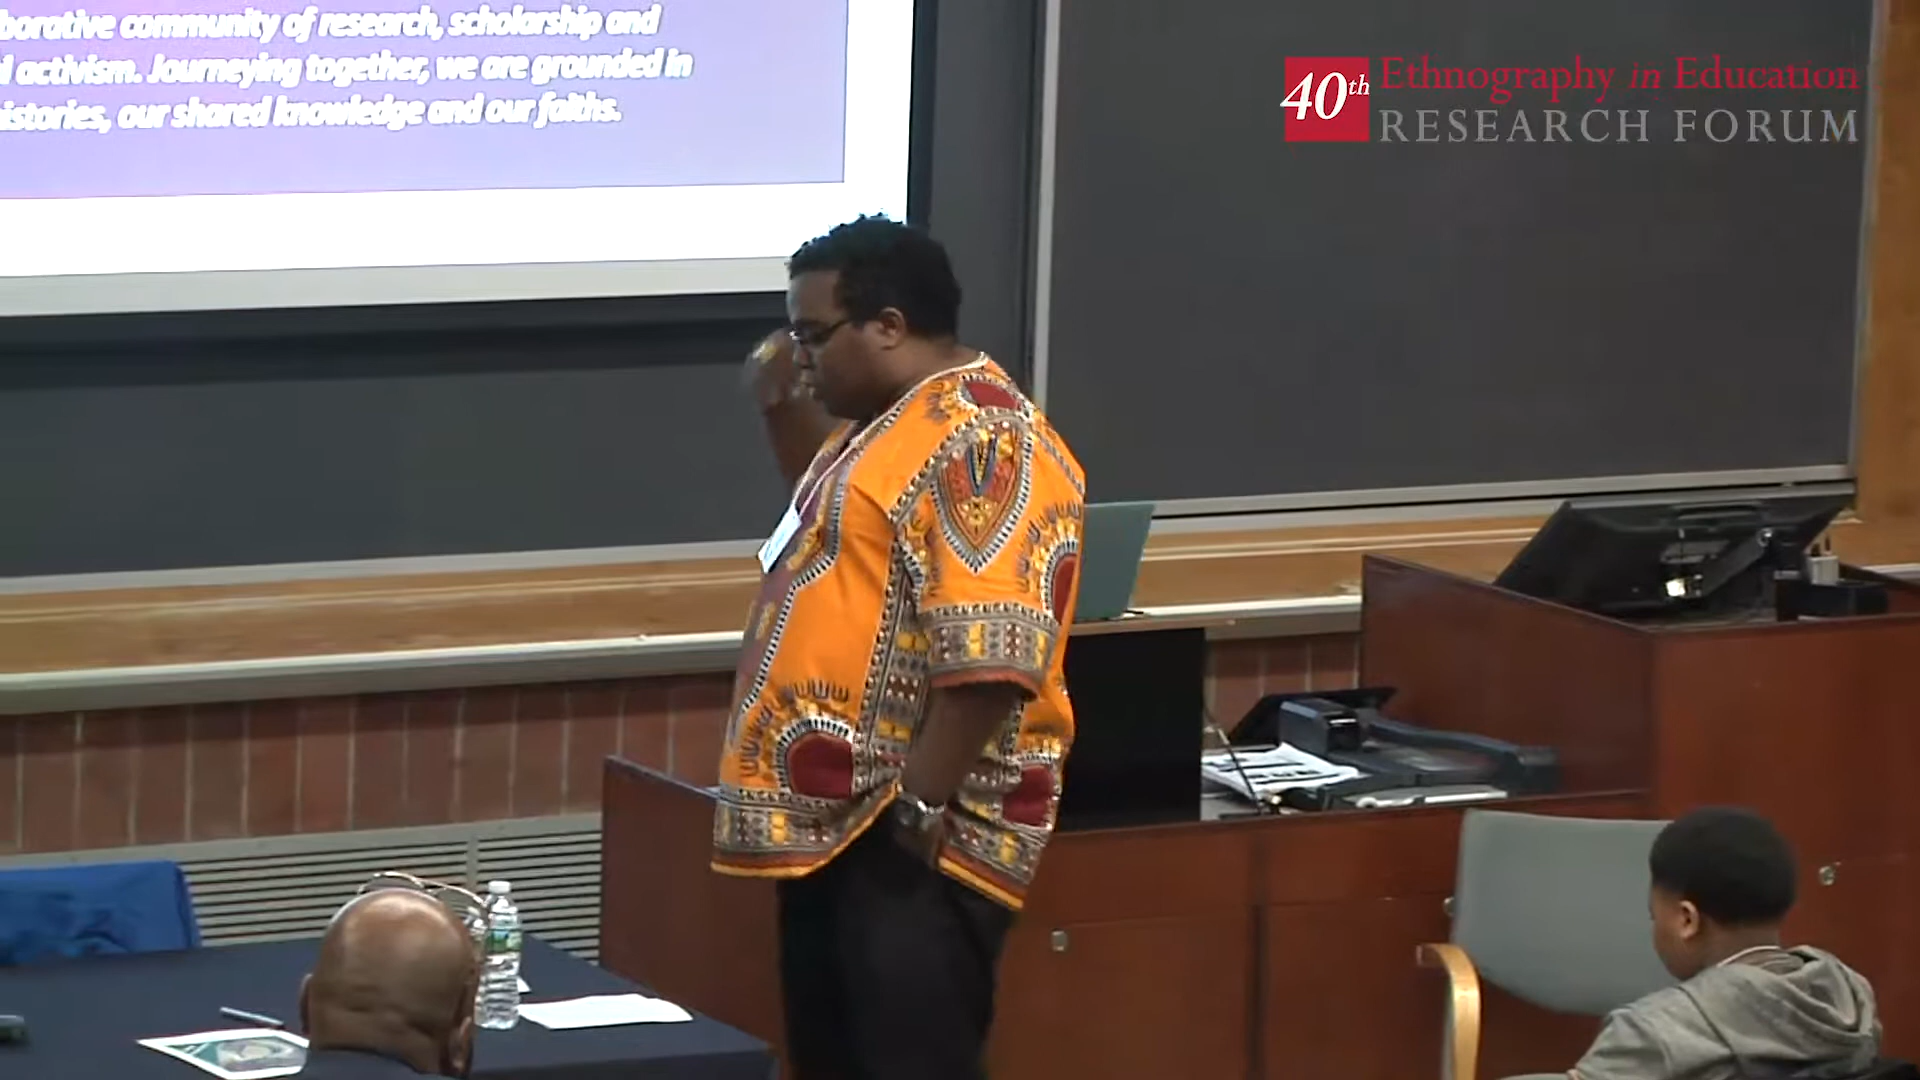 borative community of research, scholarship and
l activism. Journeying together, we are grounded in
istories, our shared knowledge and our faiths.
40th Ethnography in Education
RESEARCH FORUM